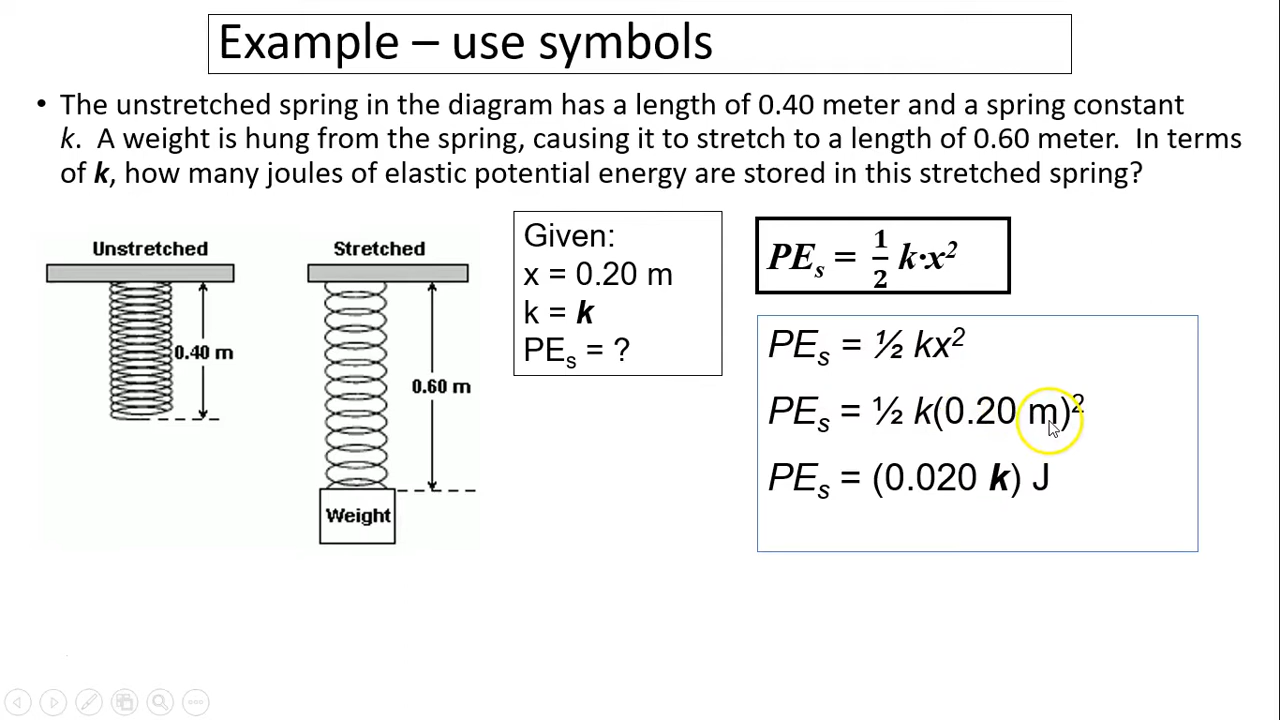 Example – use symbols
• The unstretched spring in the diagram has a length of 0.40 meter and a spring constant
k. A weight is hung from the spring, causing it to stretch to a length of 0.60 meter. In terms
of k, how many joules of elastic potential energy are stored in this stretched spring?
Unstretched
0.40 m
Stretched
0.60 m
Weight
Given:
x = 0.20 m
k = k
PEₛ = ?
PEₛ = 1/2 k·x²
PEₛ = ½ kx²
PEₛ = ½ k(0.20 m)²
PEₛ = (0.020 k) J